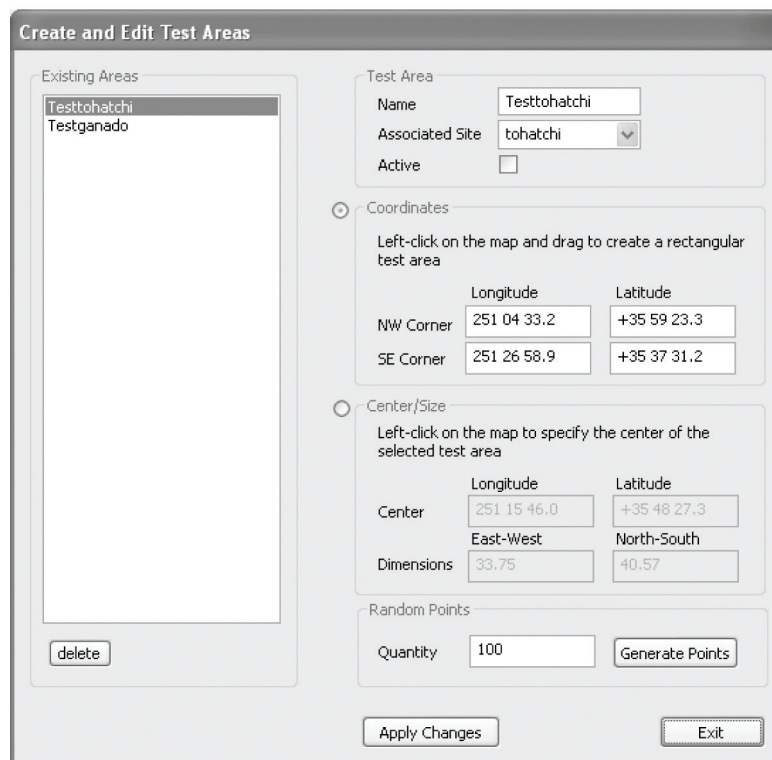 Create and Edit Test Areas
Existing Areas
Testtohatchi
Testganado
delete
Test Area
Name Testtohatchi
Associated Site tohatchi
Active
Coordinates
Left-click on the map and drag to create a rectangular
test area
Longitude Latitude
NW Corner 251 04 33.2 +35 59 23.3
SE Corner 251 26 58.9 +35 37 31.2
Center/Size
Left-click on the map to specify the center of the
selected test area
Longitude Latitude
Center 251 15 46.0 +35 48 27.3
East-West North-South
Dimensions 33.75 40.57
Random Points
Quantity 100 Generate Points
Apply Changes Exit